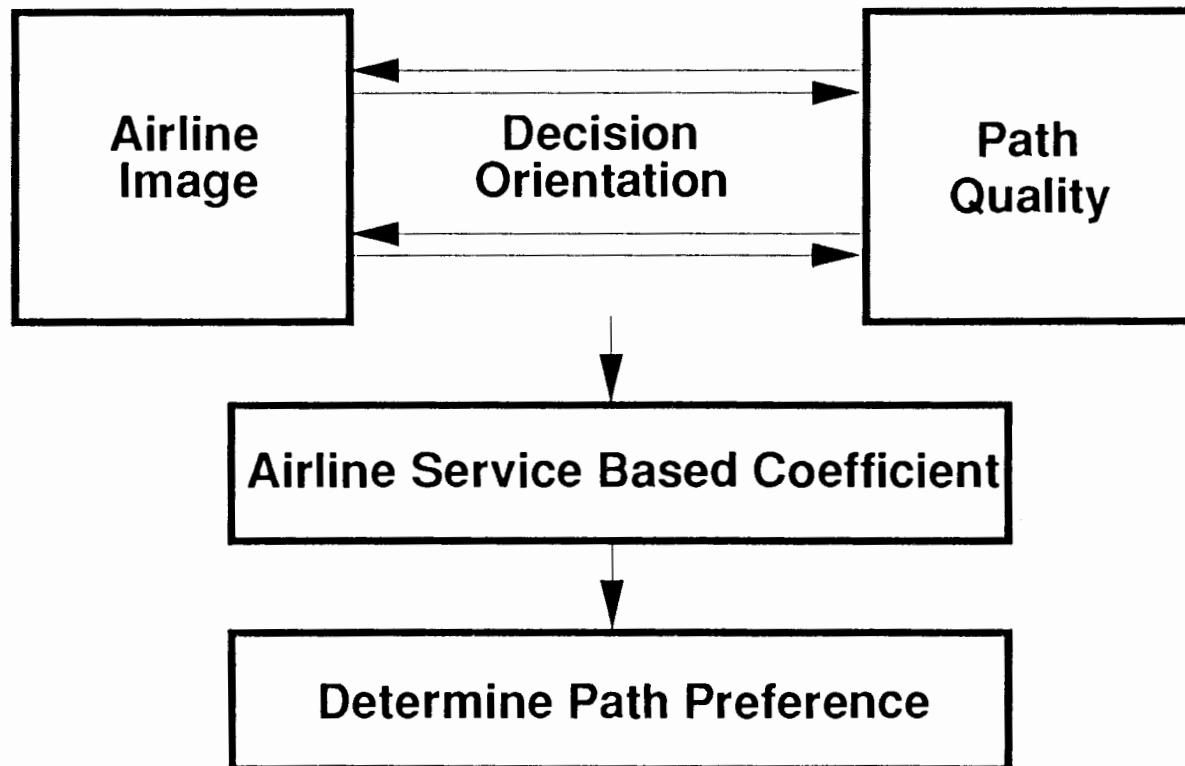 Airline
Image
Decision
Orientation
Path
Quality
Airline Service Based Coefficient
Determine Path Preference